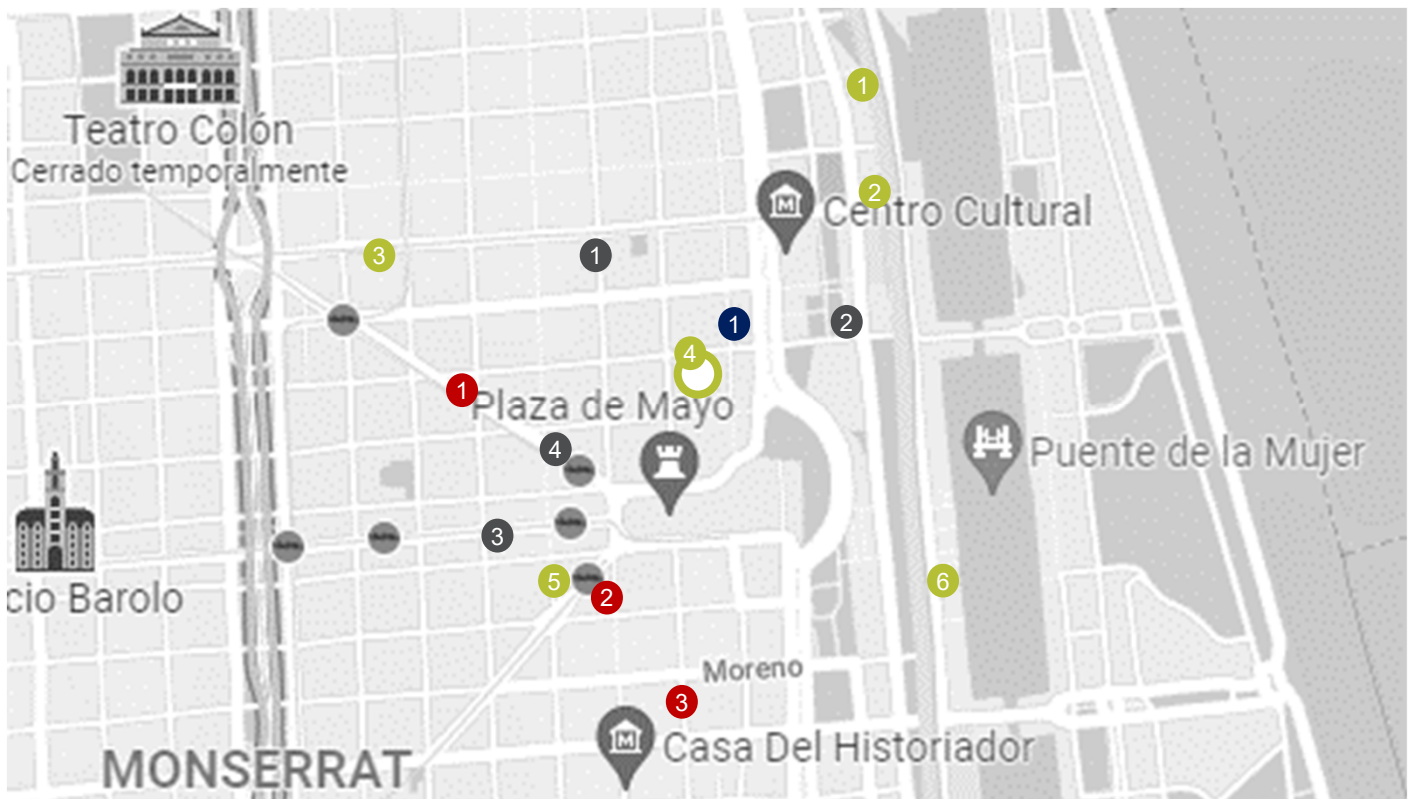 1
Teatro Colón
Cerrado temporalmente
2
Centro Cultural
3
1
1
2
4
1
Plaza de Mayo
4
Puente de la Mujer
3
cio Barolo
5
2
6
Moreno
3
Casa Del Historiador
MONSERRAT